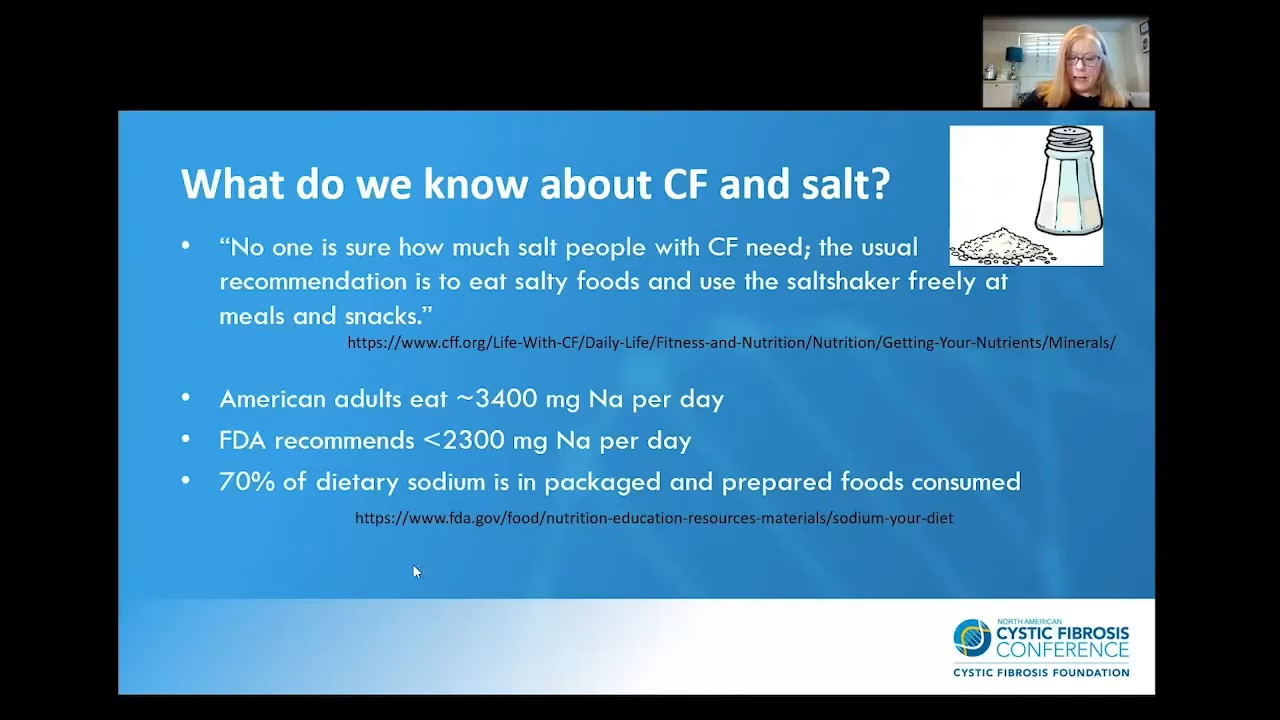 What do we know about CF and salt?
• “No one is sure how much salt people with CF need; the usual
recommendation is to eat salty foods and use the saltshaker freely at
meals and snacks.”
https://www.cff.org/Life-With-CF/Daily-Life/Fitness-and-Nutrition/Nutrition/Getting-Your-Nutrients/Minerals/
• American adults eat ~3400 mg Na per day
• FDA recommends <2300 mg Na per day
• 70% of dietary sodium is in packaged and prepared foods consumed
https://www.fda.gov/food/nutrition-education-resources-materials/sodium-your-diet
NORTH AMERICAN
CYSTIC FIBROSIS
CONFERENCE
CYSTIC FIBROSIS FOUNDATION